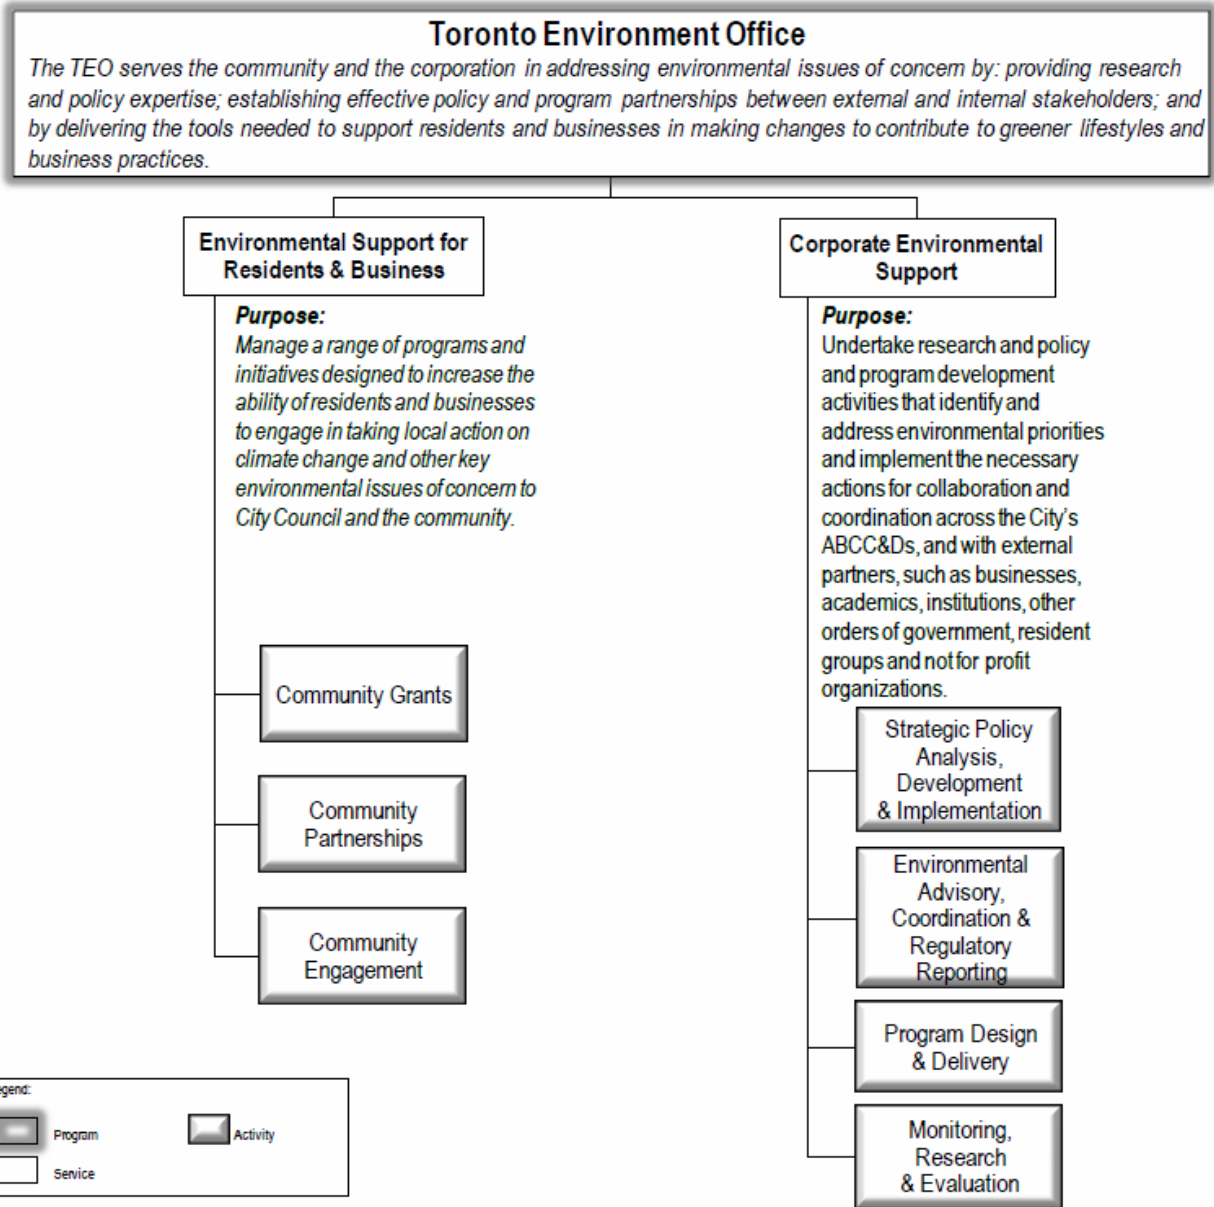 Toronto Environment Office
The TEO serves the community and the corporation in addressing environmental issues of concern by: providing research
and policy expertise; establishing effective policy and program partnerships between external and internal stakeholders; and
by delivering the tools needed to support residents and businesses in making changes to contribute to greener lifestyles and
business practices.
Environmental Support for
Residents & Business
Purpose:
Manage a range of programs and
initiatives designed to increase the
ability of residents and businesses
to engage in taking local action on
climate change and other key
environmental issues of concern to
City Council and the community.
Community Grants
Community
Partnerships
Community
Engagement
Corporate Environmental
Support
Purpose:
Undertake research and policy
and program development
activities that identify and
address environmental priorities
and implement the necessary
actions for collaboration and
coordination across the City's
ABCC&Ds, and with external
partners, such as businesses,
academics, institutions, other
orders of government, resident
groups and not for profit
organizations.
Strategic Policy
Analysis,
Development
& Implementation
Environmental
Advisory,
Coordination &
Regulatory
Reporting
Program Design
& Delivery
Monitoring,
Research
& Evaluation
egend:
Program
Activity
Service